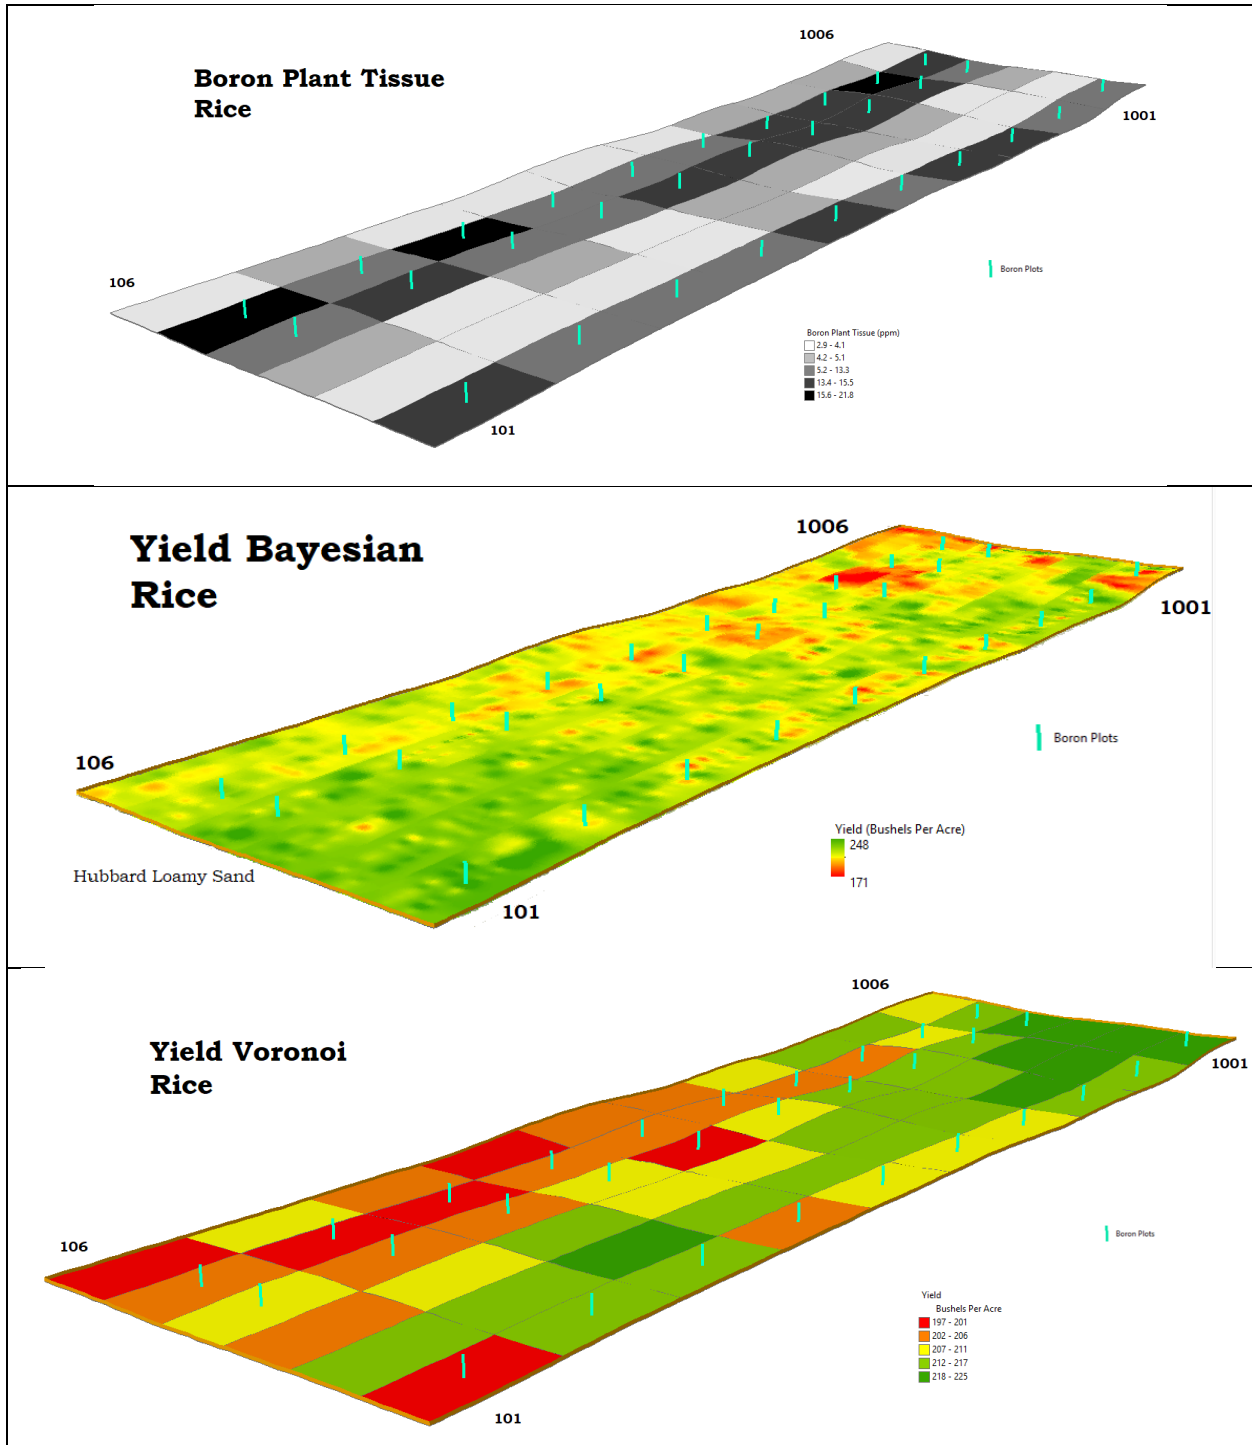 1006
Boron Plant Tissue
Rice
1001
106
Boron Plots
Boron Plant Tissue (ppm)
2.9 - 4.1
4.2 - 5.1
5.2 - 13.3
13.4 - 15.5
15.6 - 21.8
101
1006
Yield Bayesian
Rice
1001
Boron Plots
106
Yield (Bushels Per Acre)
248
171
Hubbard Loamy Sand
101
1006
Yield Voronoi
Rice
1001
106
Boron Plots
Yield
Bushels Per Acre
197 - 201
202 - 206
207 - 211
212 - 217
218 - 225
101